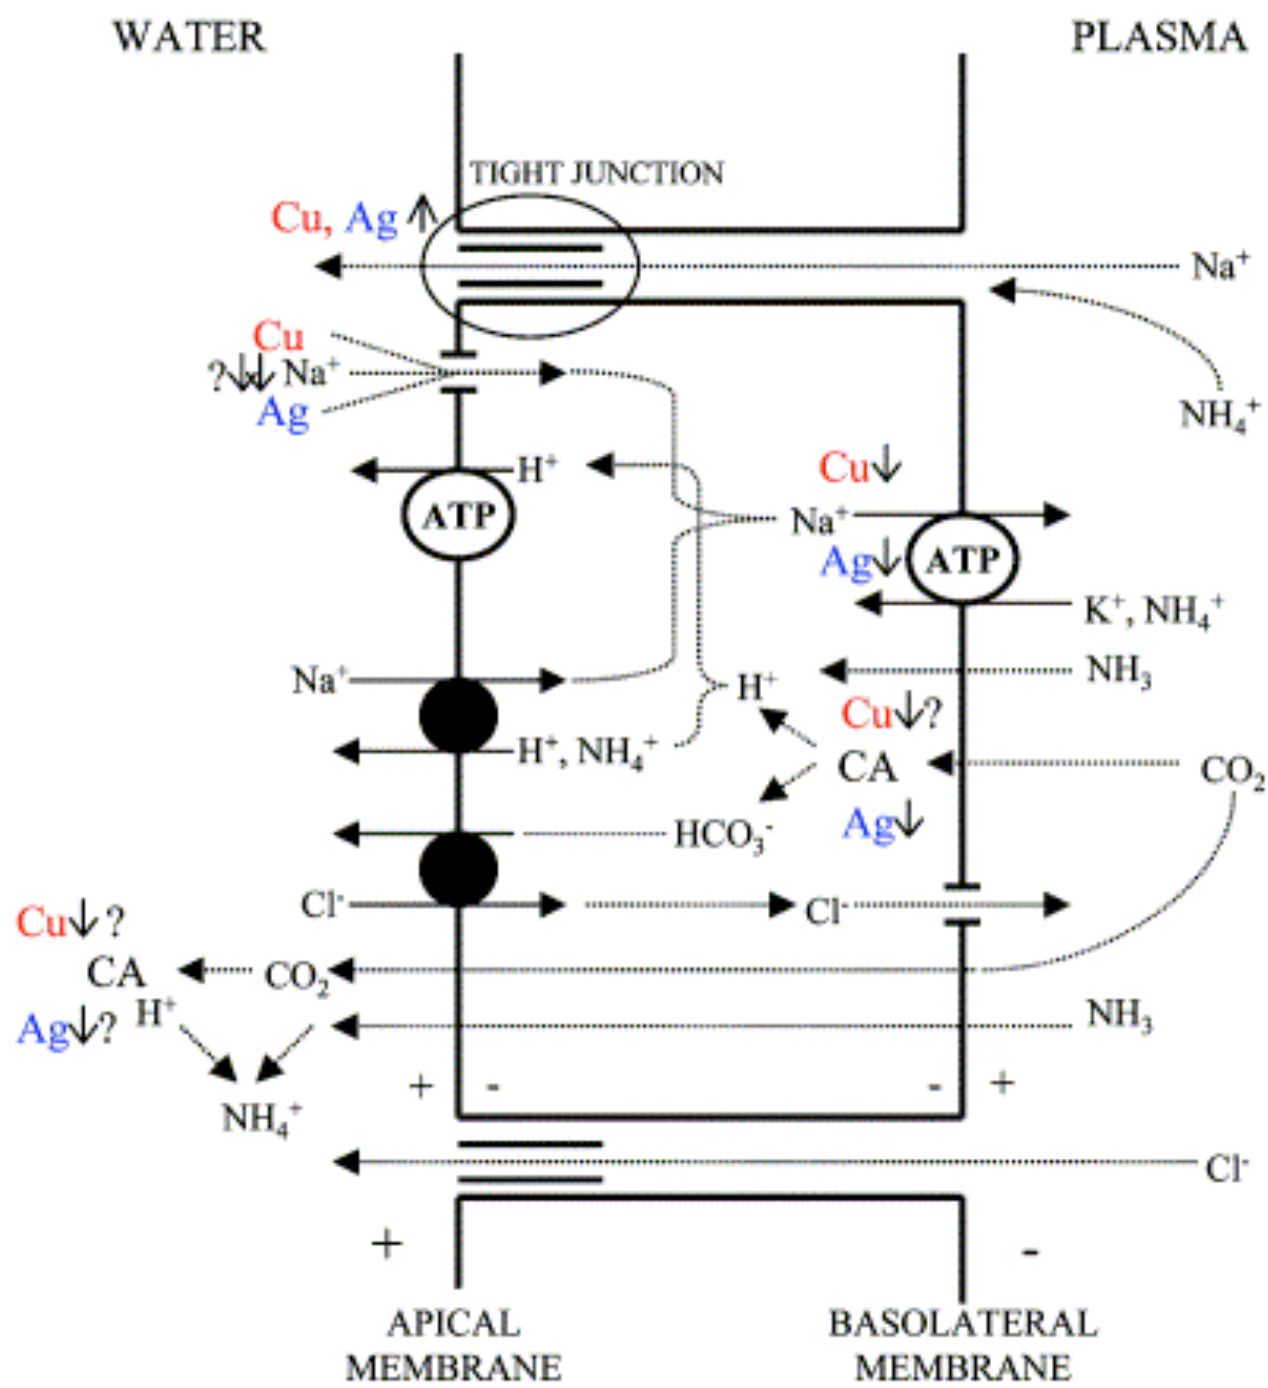 WATER PLASMA
TIGHT JUNCTION
Cu, Ag ↑
Na⁺
Cu
?↓↓ Na⁺
Ag
NH₄⁺
H⁺
Cu↓
ATP
Na⁺
Ag↓
ATP
K⁺, NH₄⁺
Na⁺
NH₃
H⁺
Cu↓?
H⁺, NH₄⁺
CA
CO₂
HCO₃⁻
Ag↓
Cl⁻
Cl⁻
Cu↓?
CA
CO₂
Ag↓?
H⁺
NH₃
+ - - +
NH₄⁺
Cl⁻
+ -
APICAL
MEMBRANE
BASOLATERAL
MEMBRANE